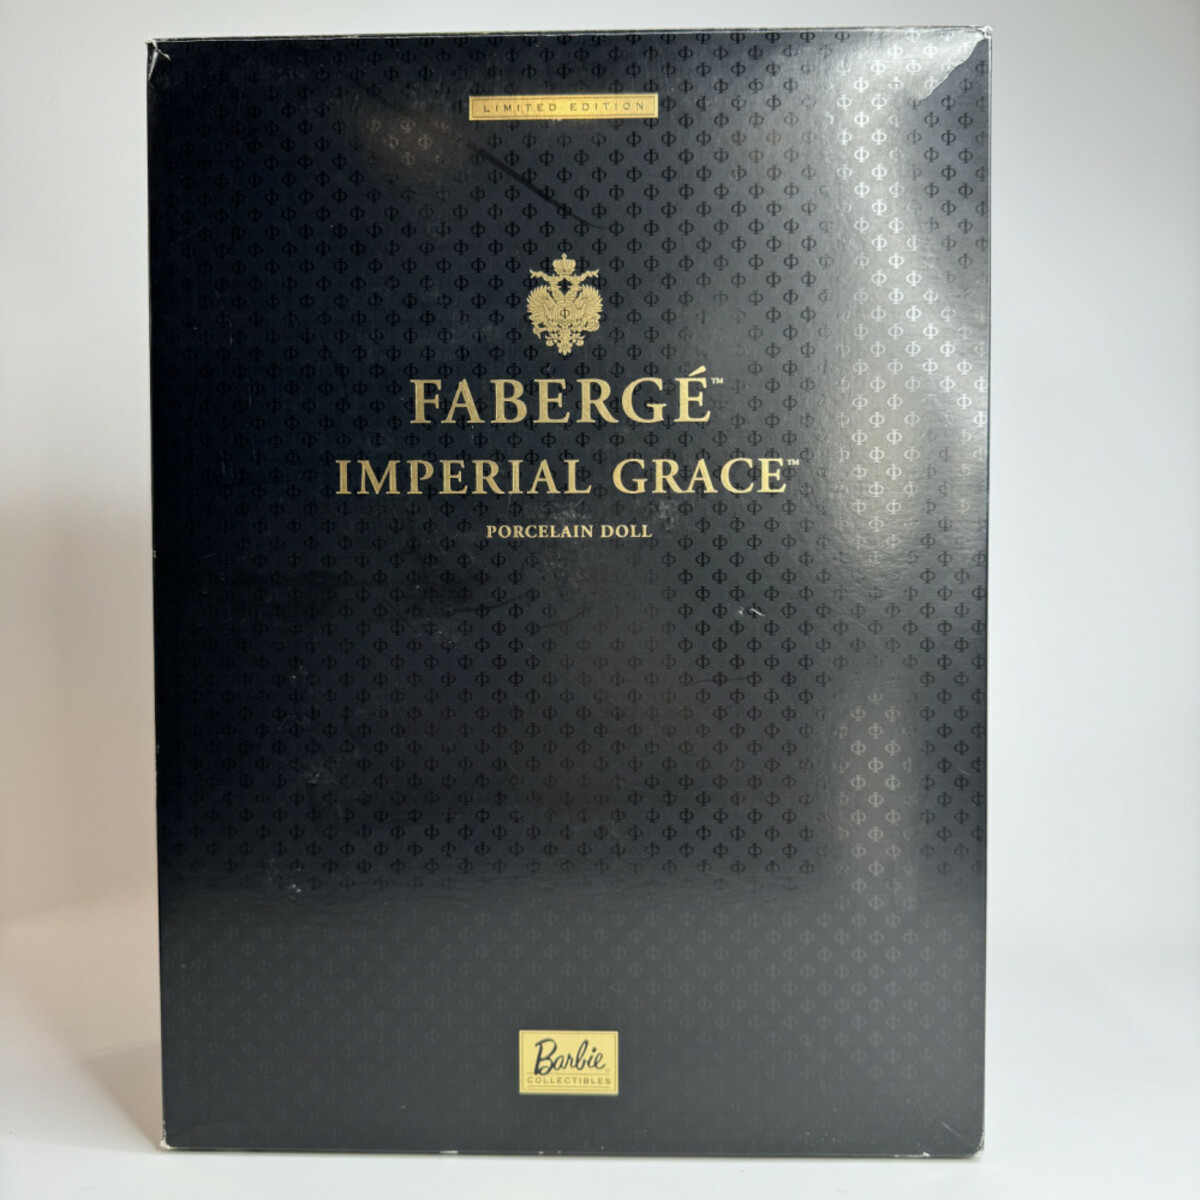 LIMITED EDITION
FABERGÉ™
IMPERIAL GRACE™
PORCELAIN DOLL
Barbie
COLLECTIBLES